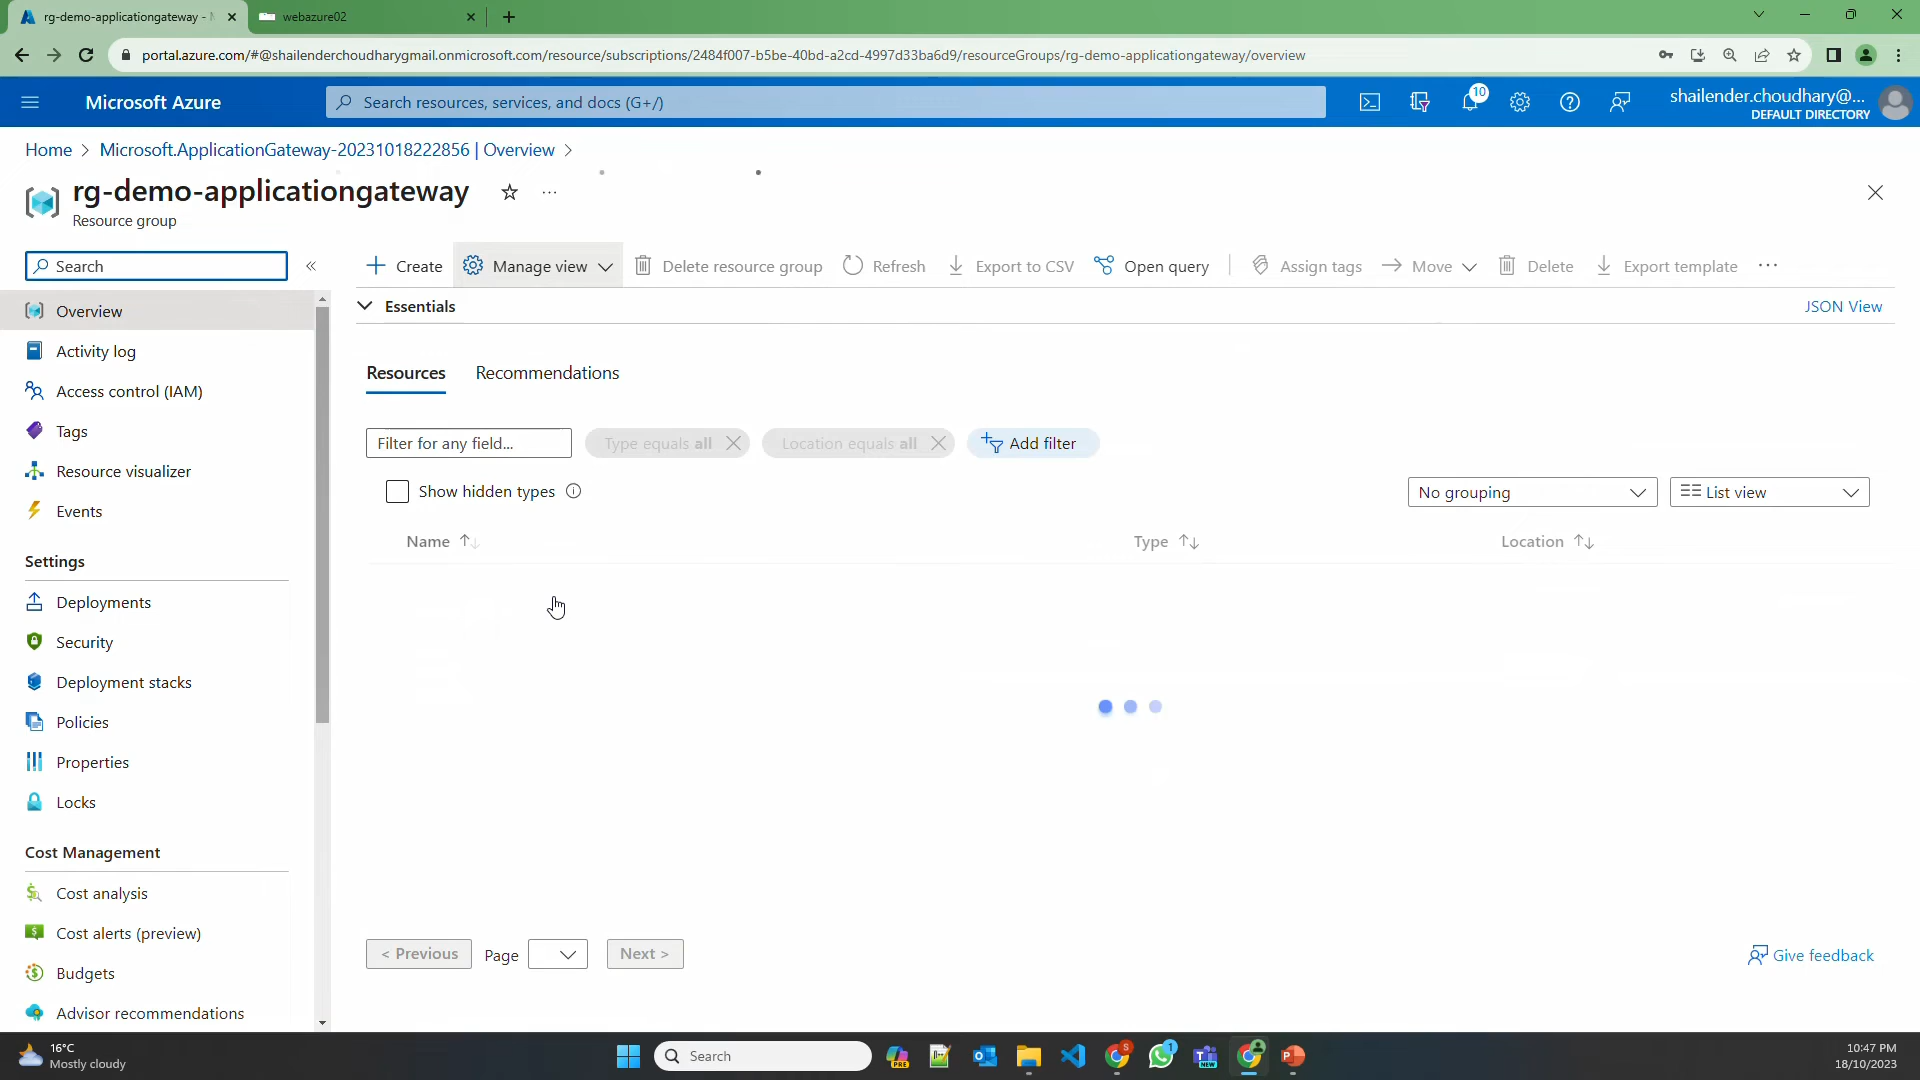 rg-demo-applicationgateway -
webazure02
portal.azure.com/#@shailenderchoudharygmail.onmicrosoft.com/resource/subscriptions/2484f007-b5be-40bd-a2cd-4997d33ba6d9/resourceGroups/rg-demo-applicationgateway/overview
Microsoft Azure
Search resources, services, and docs (G+/)
10
shailender.choudhary@...
DEFAULT DIRECTORY
Home > Microsoft.ApplicationGateway-20231018222856 | Overview >
rg-demo-applicationgateway
...
Resource group
Search
«
Create
Manage view
Delete resource group
Refresh
Export to CSV
Open query
Assign tags
Move
Delete
Export template
...
Overview
Activity log
Access control (IAM)
Tags
Resource visualizer
Events
Settings
Deployments
Security
Deployment stacks
Policies
Properties
Locks
Cost Management
Cost analysis
Cost alerts (preview)
Budgets
Advisor recommendations
Essentials
JSON View
Resources
Recommendations
Filter for any field...
Type equals all
Location equals all
Add filter
Show hidden types
No grouping
List view
Name
Type
Location
< Previous
Page
Next >
Give feedback
16°C
Mostly cloudy
Search
PRE
S
1
NEW
10:47 PM
18/10/2023